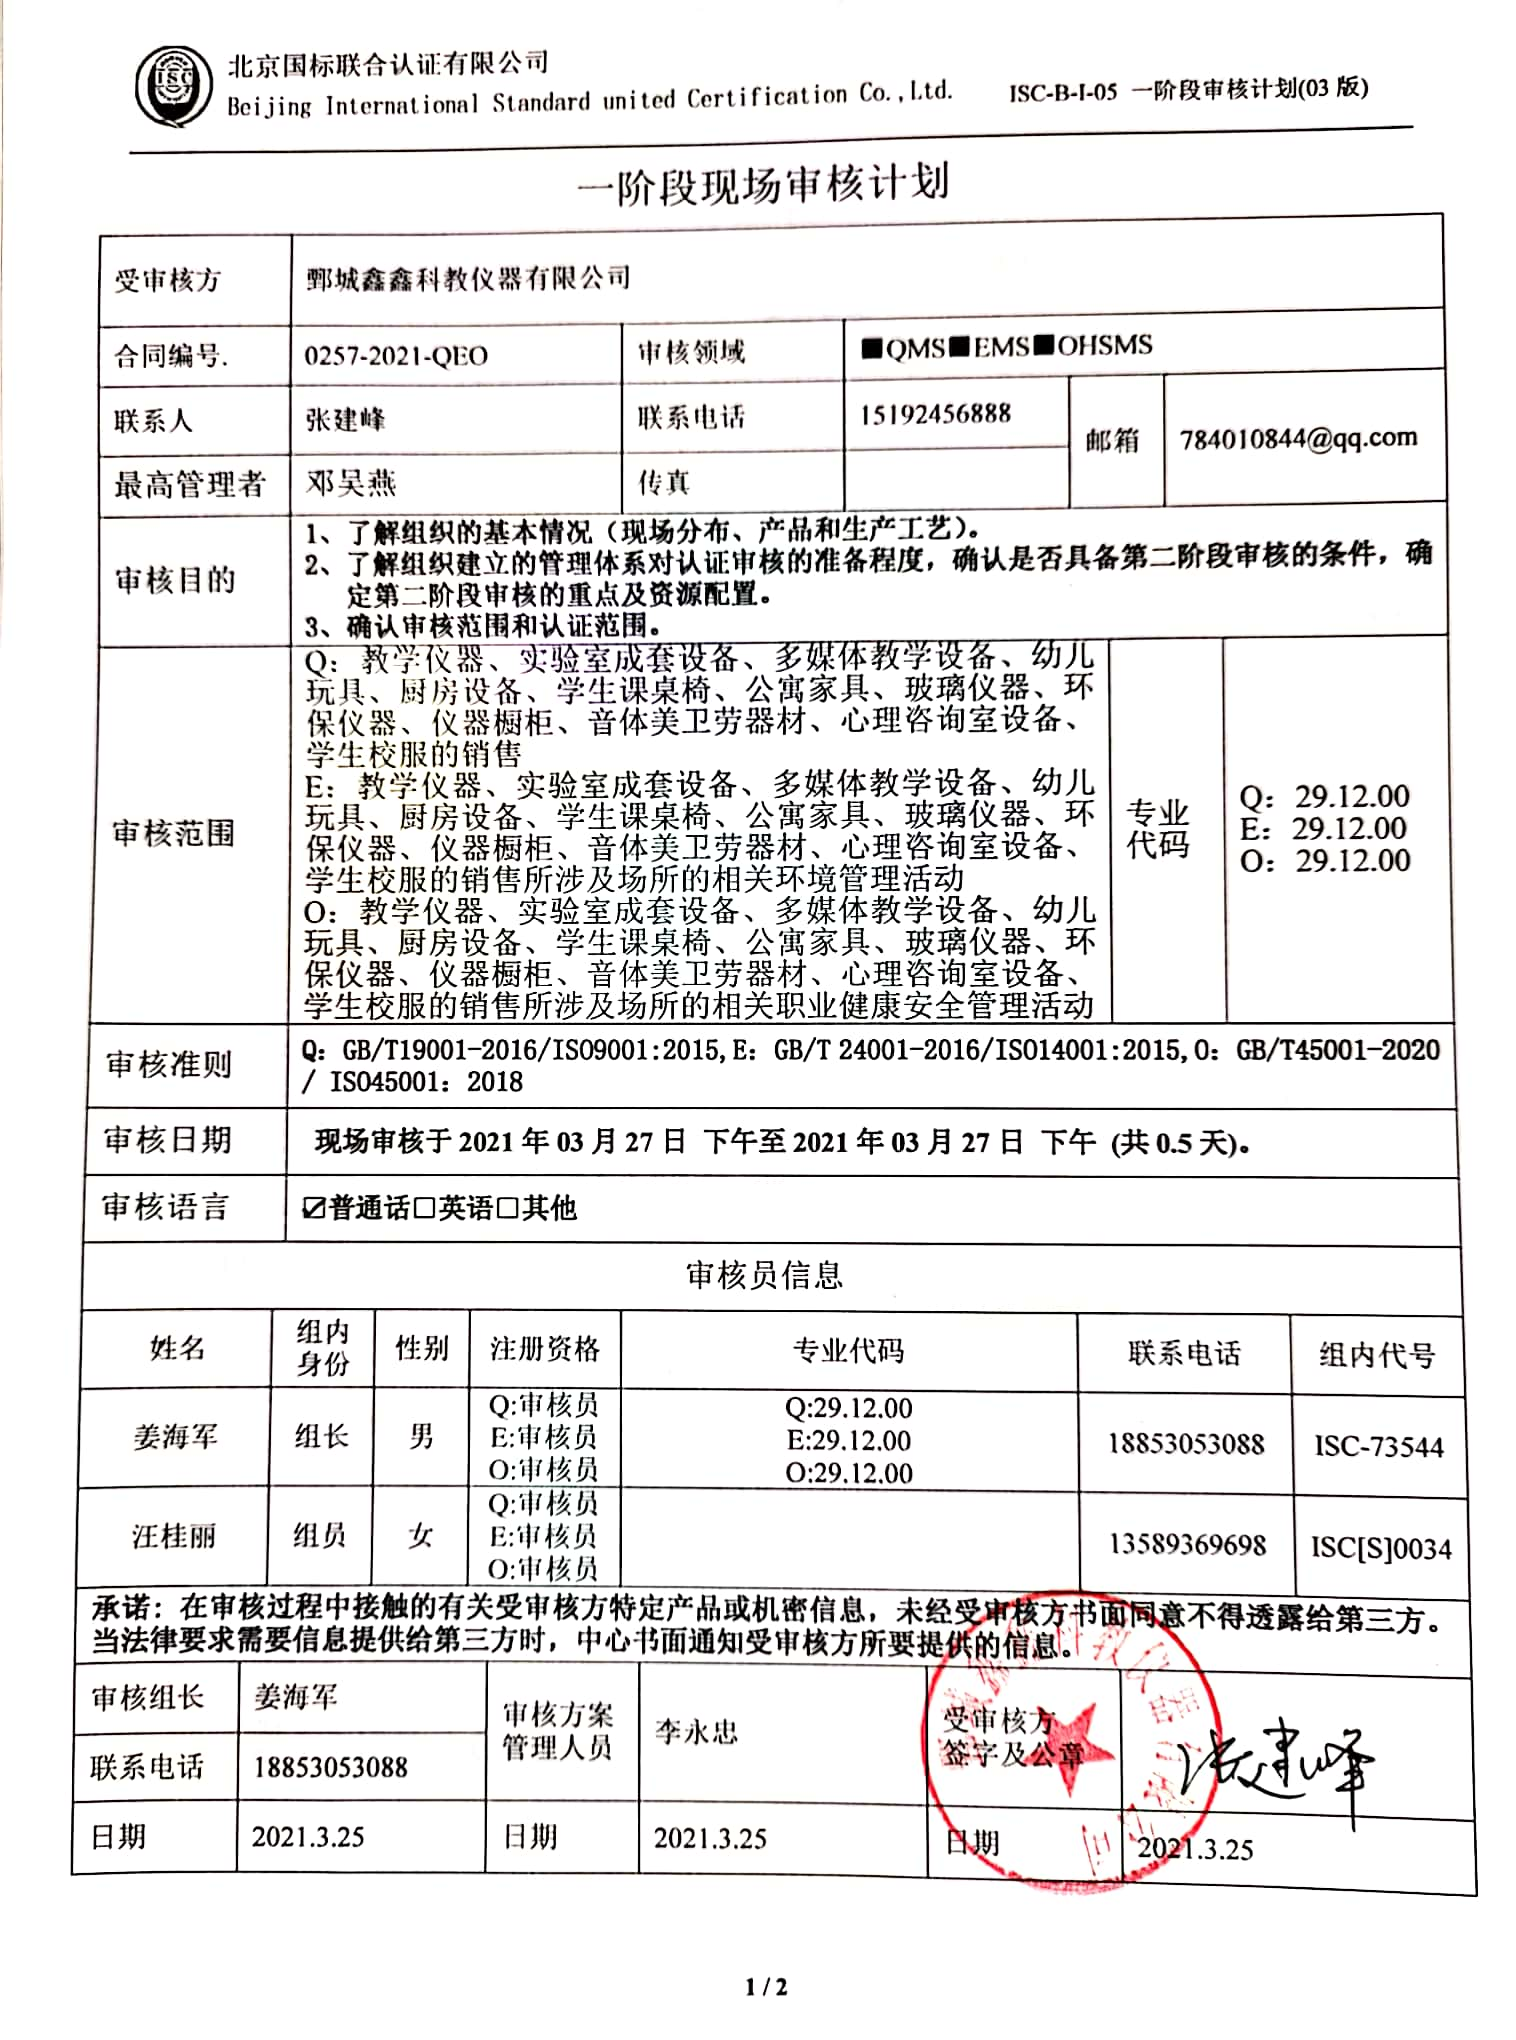 北京国标联合认证有限公司
Beijing International Standard united Certification Co.,Ltd.
ISC-B-I-05 一阶段审核计划(03版)
一阶段现场审核计划
受审核方 鄄城鑫鑫科教仪器有限公司
合同编号. 0257-2021-QEO 审核领域 ■QMS■EMS■OHSMS
联系人 张建峰 联系电话 15192456888 邮箱 784010844@qq.com
最高管理者 邓吴燕 传真
审核目的
1、了解组织的基本情况（现场分布、产品和生产工艺）。
2、了解组织建立的管理体系对认证审核的准备程度，确认是否具备第二阶段审核的条件，确
定第二阶段审核的重点及资源配置。
3、确认审核范围和认证范围。
审核范围
Q：教学仪器、实验室成套设备、多媒体教学设备、幼儿
玩具、厨房设备、学生课桌椅、公寓家具、玻璃仪器、环
保仪器、仪器橱柜、音体美卫劳器材、心理咨询室设备、
学生校服的销售
E：教学仪器、实验室成套设备、多媒体教学设备、幼儿
玩具、厨房设备、学生课桌椅、公寓家具、玻璃仪器、环
保仪器、仪器橱柜、音体美卫劳器材、心理咨询室设备、
学生校服的销售所涉及场所的相关环境管理活动
O：教学仪器、实验室成套设备、多媒体教学设备、幼儿
玩具、厨房设备、学生课桌椅、公寓家具、玻璃仪器、环
保仪器、仪器橱柜、音体美卫劳器材、心理咨询室设备、
学生校服的销售所涉及场所的相关职业健康安全管理活动
专业
代码
Q：29.12.00
E：29.12.00
O：29.12.00
审核准则
Q：GB/T19001-2016/ISO9001:2015,E：GB/T 24001-2016/ISO14001:2015,O：GB/T45001-2020
/ ISO45001：2018
审核日期 现场审核于 2021 年 03 月 27 日 下午至 2021 年 03 月 27 日 下午 (共 0.5 天)。
审核语言 ☑普通话□英语□其他
审核员信息
姓名 组内身份 性别 注册资格 专业代码 联系电话 组内代号
姜海军 组长 男
Q:审核员 Q:29.12.00
E:审核员 E:29.12.00
O:审核员 O:29.12.00
18853053088 ISC-73544
汪桂丽 组员 女
Q:审核员
E:审核员
O:审核员
13589369698 ISC[S]0034
承诺：在审核过程中接触的有关受审核方特定产品或机密信息，未经受审核方书面同意不得透露给第三方。
当法律要求需要信息提供给第三方时，中心书面通知受审核方所要提供的信息。
审核组长 姜海军
审核方案
管理人员
李永忠
受审核方
签字及公章
张建峰
联系电话 18853053088
日期 2021.3.25 日期 2021.3.25 日期 2021.3.25
1 / 2